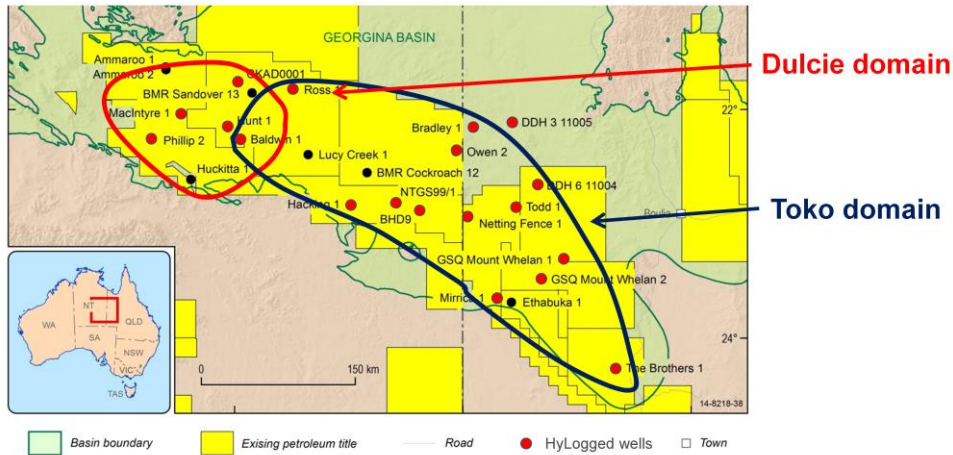 GEORGINA BASIN
Ammaroo 1
Ammaroo 2
CKAD0001
Dulcie domain
BMR Sandover 13
Ross
22°
MacIntyre 1
Hunt 1
Bradley 1
DDH 3 11005
Phillip 2
Baldwin 1
Owen 2
Lucy Creek 1
Huckitta 1
BMR Cockroach 12
DDH 6 11004
NTGS99/1
Hacking 1
BHD9
Todd 1
Boulia
Toko domain
Netting Fence 1
GSQ Mount Whelan 1
GSQ Mount Whelan 2
Mirrica 1
Ethabuka 1
NT
QLD
WA
SA
NSW
VIC
TAS
24°
0
150 km
The Brothers 1
14-8218-38
Basin boundary
Exising petroleum title
Road
HyLogged wells
Town